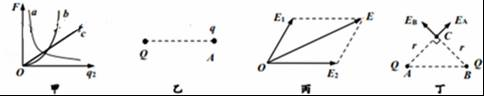 F a b c
O q₂
甲
q
Q A
乙
E₁ E
O E₂
丙
E_B E_A
C
r r
Q A B Q
丁